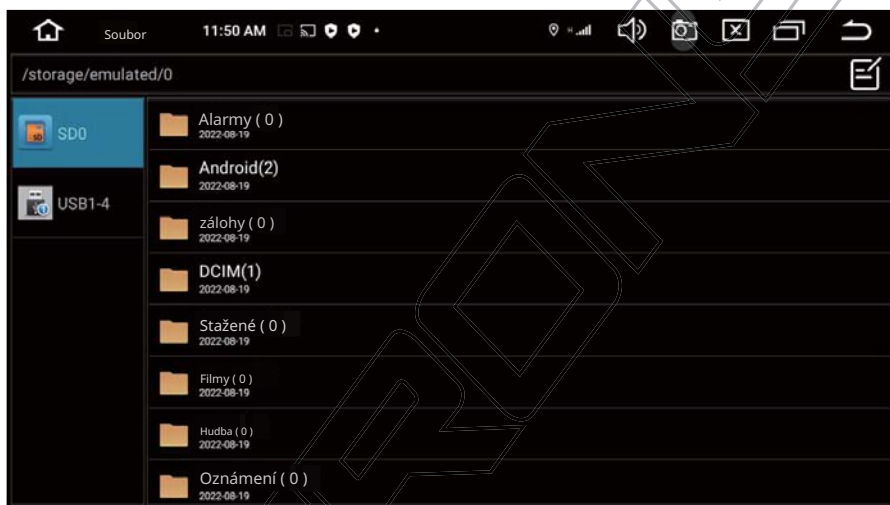 Soubor
11:50 AM
/storage/emulated/0
SD0
USB1-4
Alarmy ( 0 )
2022-08-19
Android(2)
2022-08-19
zálohy ( 0 )
2022-08-19
DCIM(1)
2022-08-19
Stažené ( 0 )
2022-08-19
Filmy ( 0 )
2022-08-19
Hudba ( 0 )
2022-08-19
Oznámení ( 0 )
2022-08-19